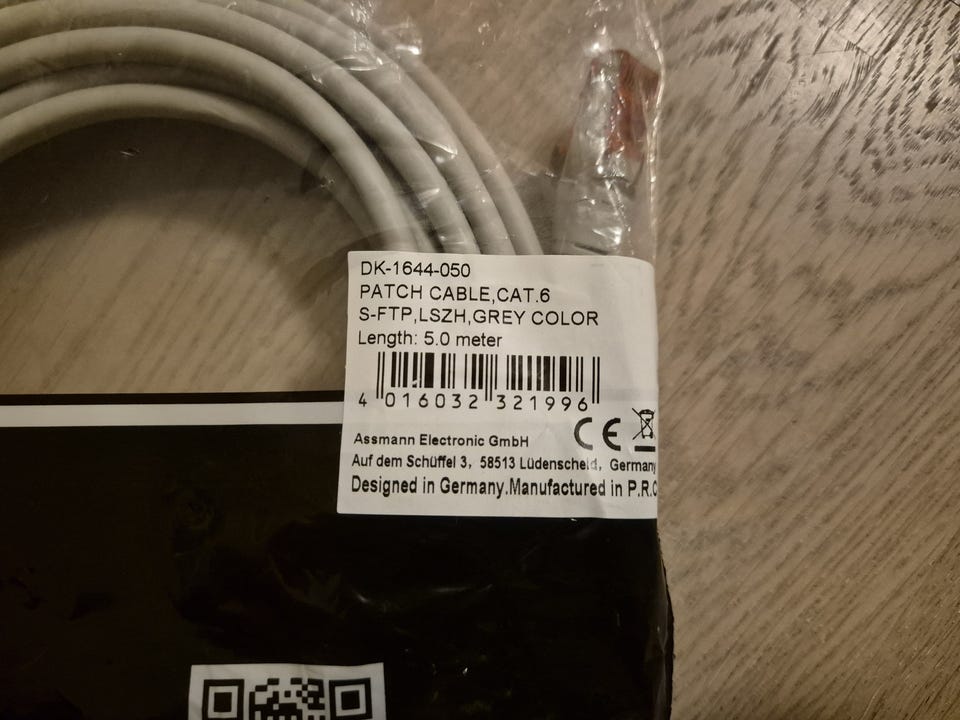 DK-1644-050
PATCH CABLE,CAT.6
S-FTP,LSZH,GREY COLOR
Length: 5.0 meter
4 016032 321996
CE
Assmann Electronic GmbH
Auf dem Schüffel 3, 58513 Lüdenscheid, Germany
Designed in Germany.Manufactured in P.R.C